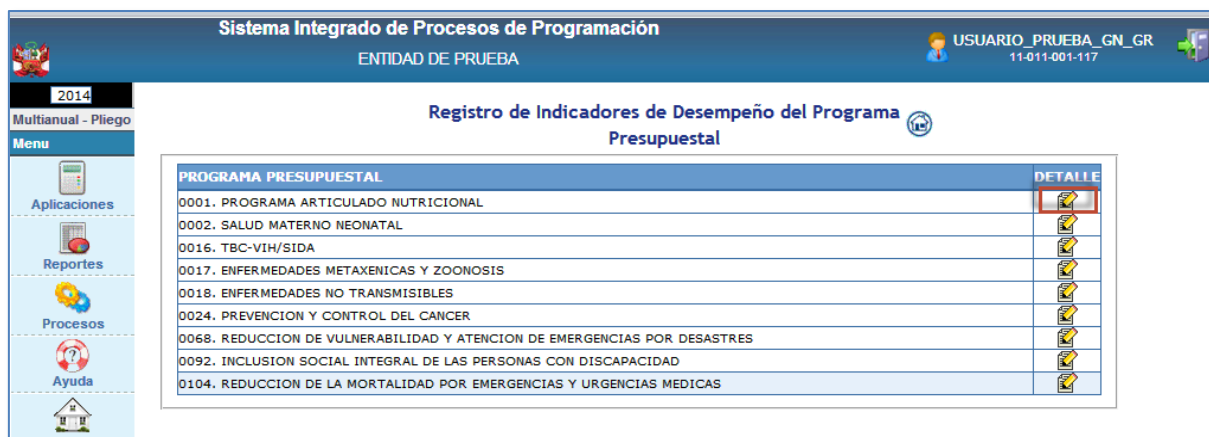 Sistema Integrado de Procesos de Programación
ENTIDAD DE PRUEBA
USUARIO_PRUEBA_GN_GR
11-011-001-117
2014
Multianual - Pliego
Menu
Aplicaciones
Reportes
Procesos
Ayuda
Registro de Indicadores de Desempeño del Programa
Presupuestal
PROGRAMA PRESUPUESTAL DETALLE
0001. PROGRAMA ARTICULADO NUTRICIONAL
0002. SALUD MATERNO NEONATAL
0016. TBC-VIH/SIDA
0017. ENFERMEDADES METAXENICAS Y ZOONOSIS
0018. ENFERMEDADES NO TRANSMISIBLES
0024. PREVENCION Y CONTROL DEL CANCER
0068. REDUCCION DE VULNERABILIDAD Y ATENCION DE EMERGENCIAS POR DESASTRES
0092. INCLUSION SOCIAL INTEGRAL DE LAS PERSONAS CON DISCAPACIDAD
0104. REDUCCION DE LA MORTALIDAD POR EMERGENCIAS Y URGENCIAS MEDICAS